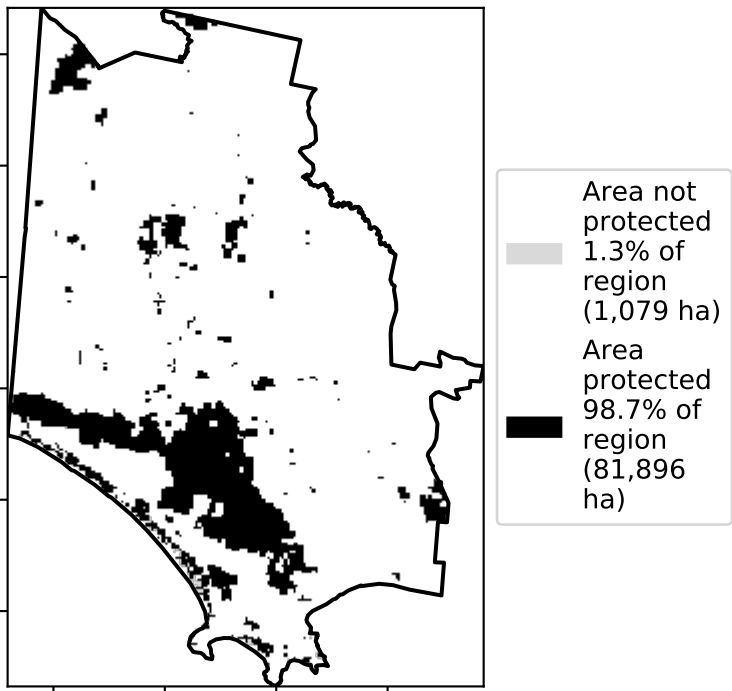 Area not
protected
1.3% of
region
(1,079 ha)
Area
protected
98.7% of
region
(81,896
ha)